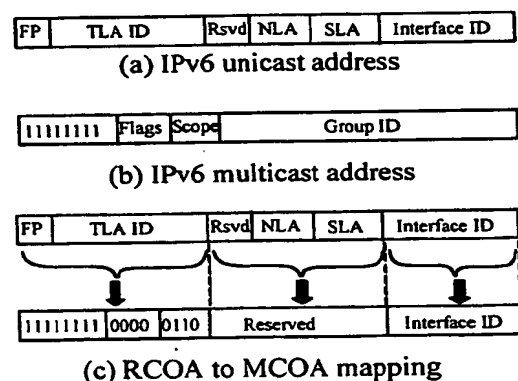 FP TLA ID Rsvd NLA SLA Interface ID
(a) IPv6 unicast address
11111111 Flags Scope Group ID
(b) IPv6 multicast address
FP TLA ID Rsvd NLA SLA Interface ID
11111111 0000 0110 Reserved Interface ID
(c) RCOA to MCOA mapping